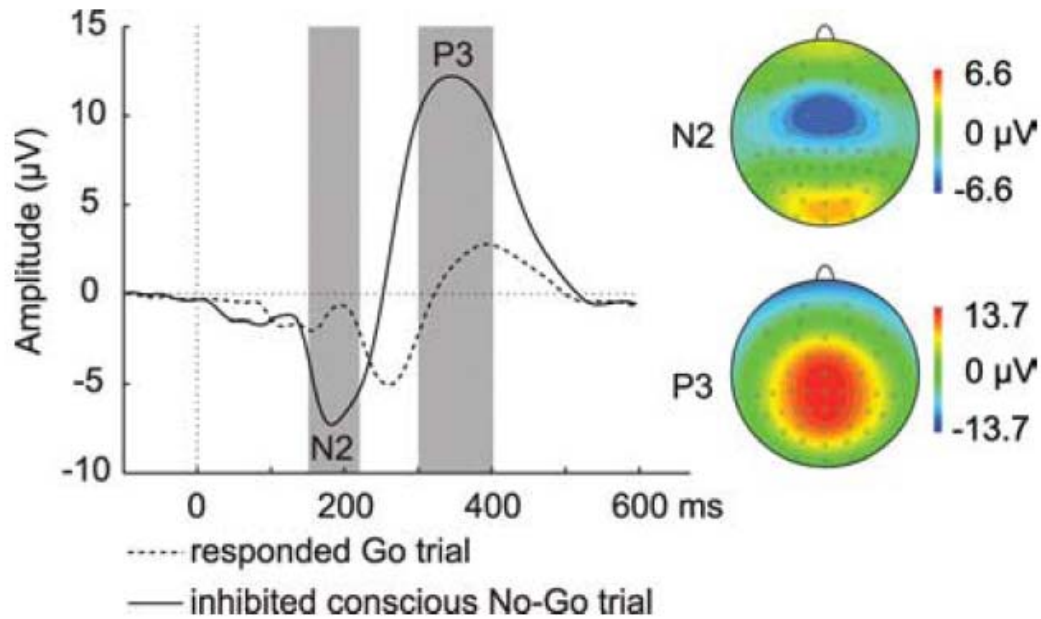 15
10
5
0
-5
-10
Amplitude (µV)
P3
N2
0 200 400 600 ms
responded Go trial
inhibited conscious No-Go trial
N2
6.6
0 µV
-6.6
P3
13.7
0 µV
-13.7